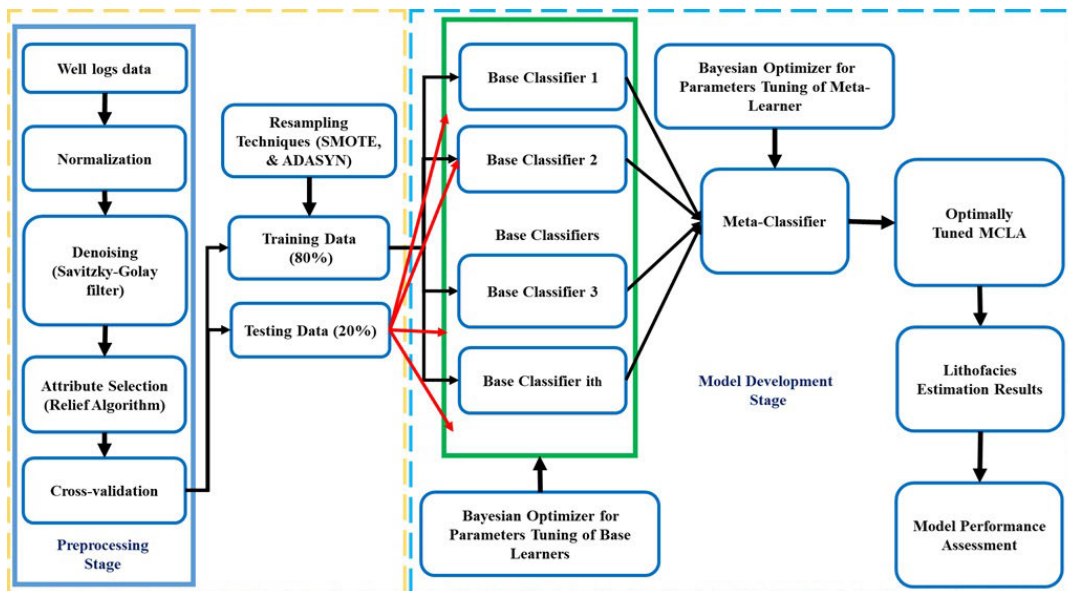 Well logs data
Normalization
Denoising
(Savitzky-Golay
filter)
Attribute Selection
(Relief Algorithm)
Cross-validation
Preprocessing
Stage
Resampling
Techniques (SMOTE,
& ADASYN)
Training Data
(80%)
Testing Data (20%)
Base Classifier 1
Base Classifier 2
Base Classifiers
Base Classifier 3
Base Classifier ith
Bayesian Optimizer for
Parameters Tuning of Base
Learners
Bayesian Optimizer for
Parameters Tuning of Meta-
Learner
Meta-Classifier
Model Development
Stage
Optimally
Tuned MCLA
Lithofacies
Estimation Results
Model Performance
Assessment